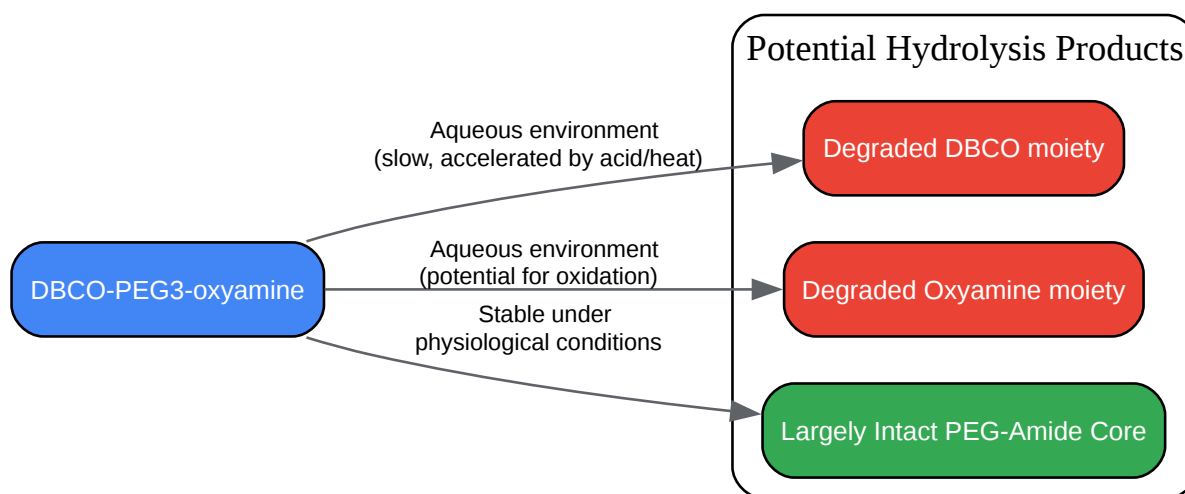 Potential Hydrolysis Products
Aqueous environment
(slow, accelerated by acid/heat)
Degraded DBCO moiety
DBCO-PEG3-oxyamine
Aqueous environment
(potential for oxidation)
Degraded Oxyamine moiety
Stable under
physiological conditions
Largely Intact PEG-Amide Core